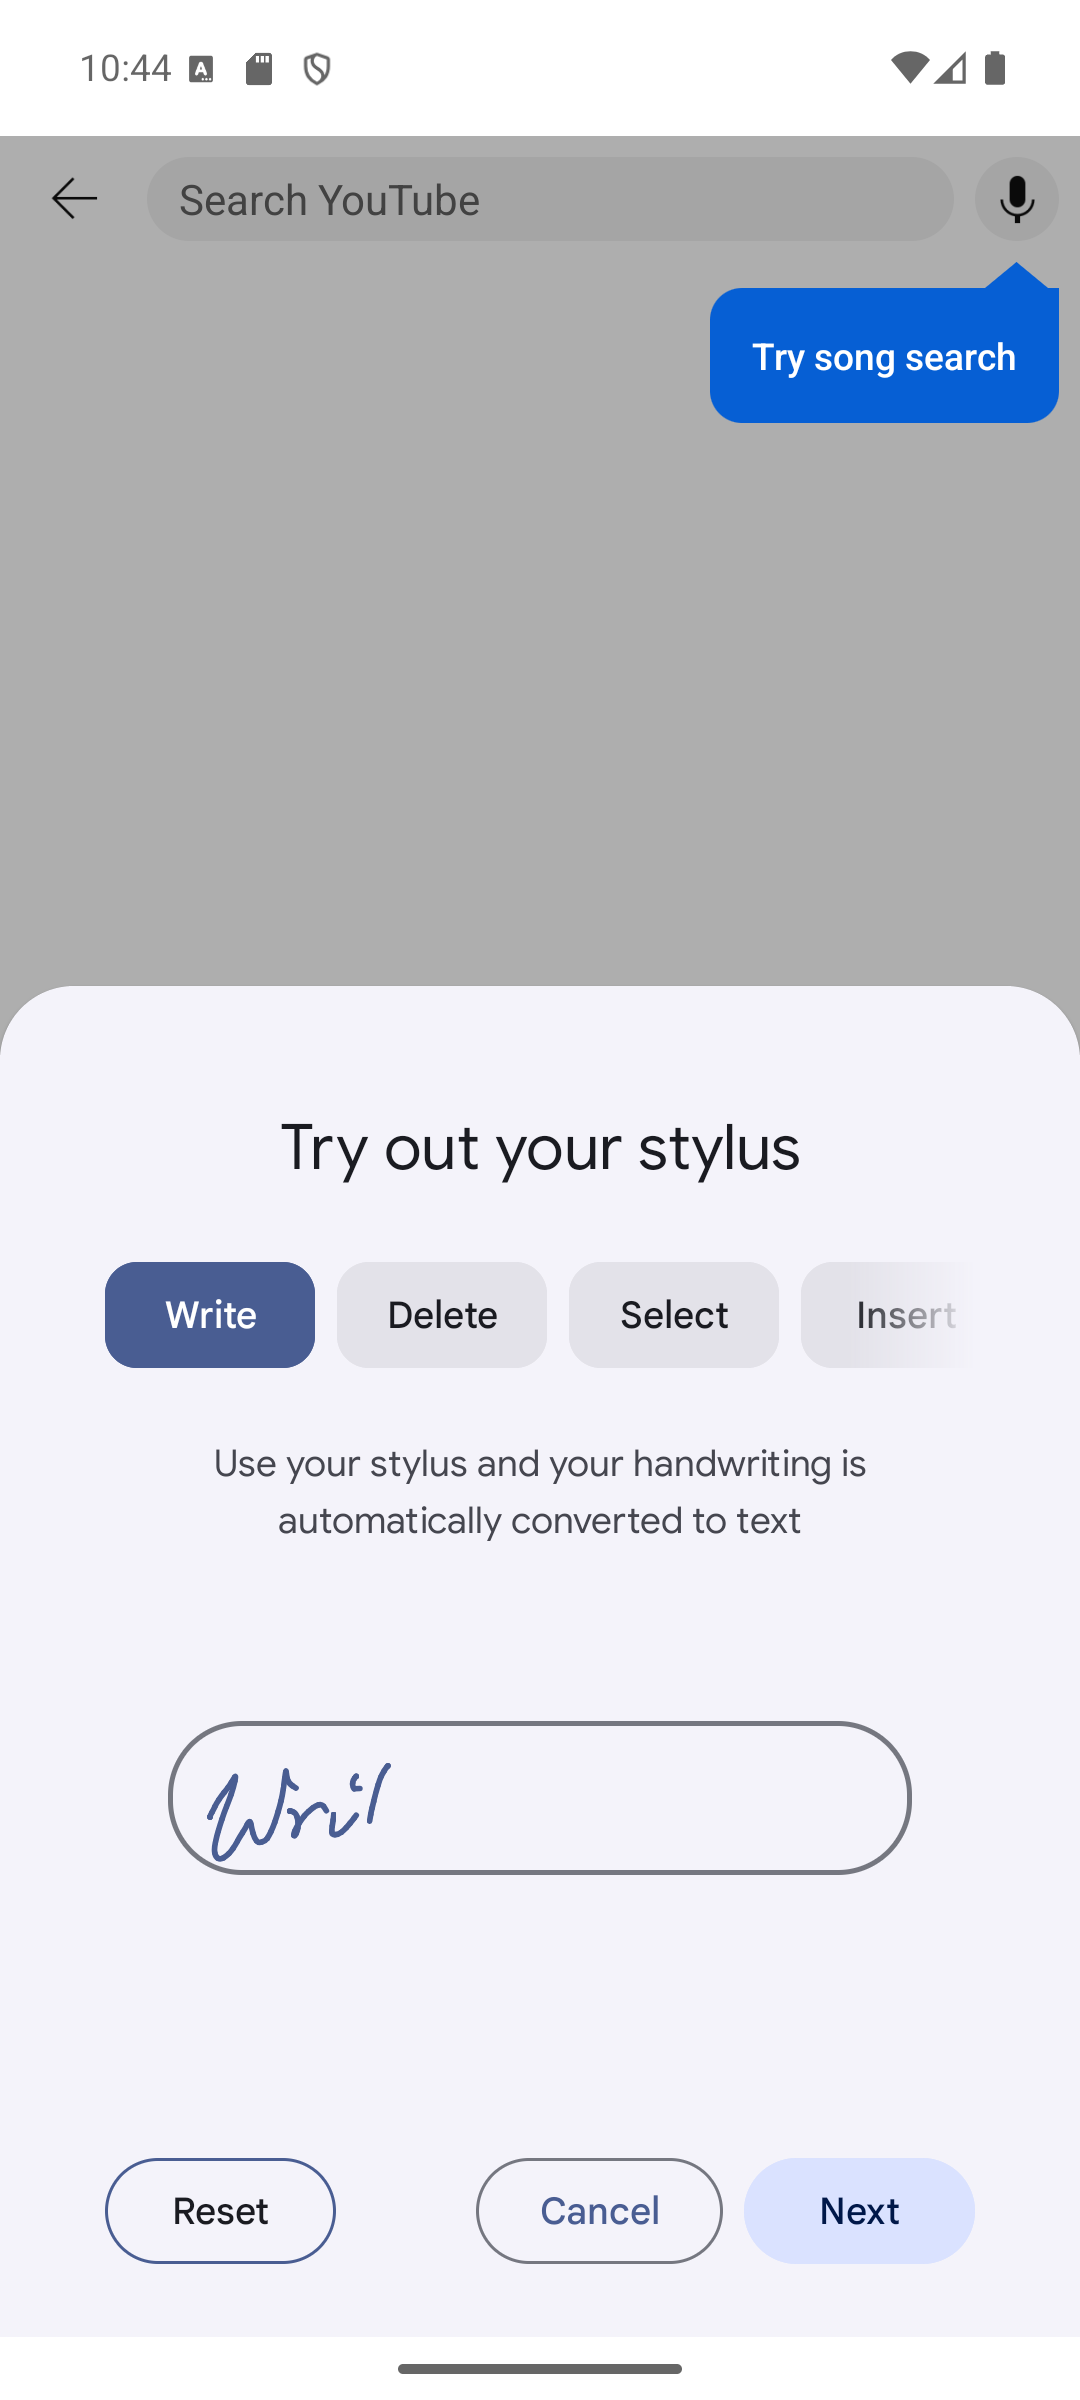 10:44
Search YouTube
Try song search
Try out your stylus
Write Delete Select Insert
Use your stylus and your handwriting is
automatically converted to text
Wril
Reset Cancel Next